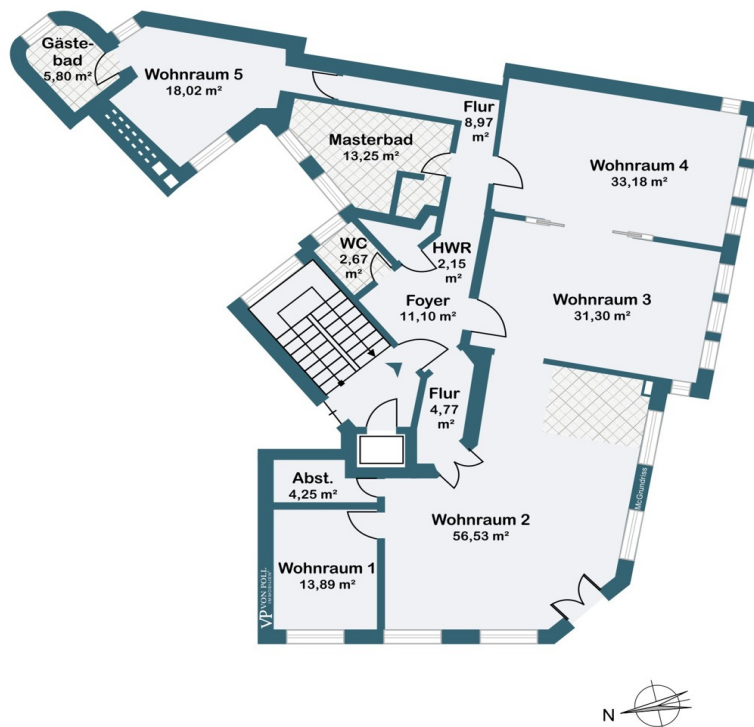 Gäste-
bad
5,80 m²
Wohnraum 5
18,02 m²
Flur
8,97
m²
Masterbad
13,25 m²
Wohnraum 4
33,18 m²
WC
2,67
m²
HWR
2,15
m²
Foyer
11,10 m²
Wohnraum 3
31,30 m²
Flur
4,77
m²
Abst.
4,25 m²
Wohnraum 2
56,53 m²
Wohnraum 1
13,89 m²
McGrundriss
VP VON POLL
IMMOBILIEN
N